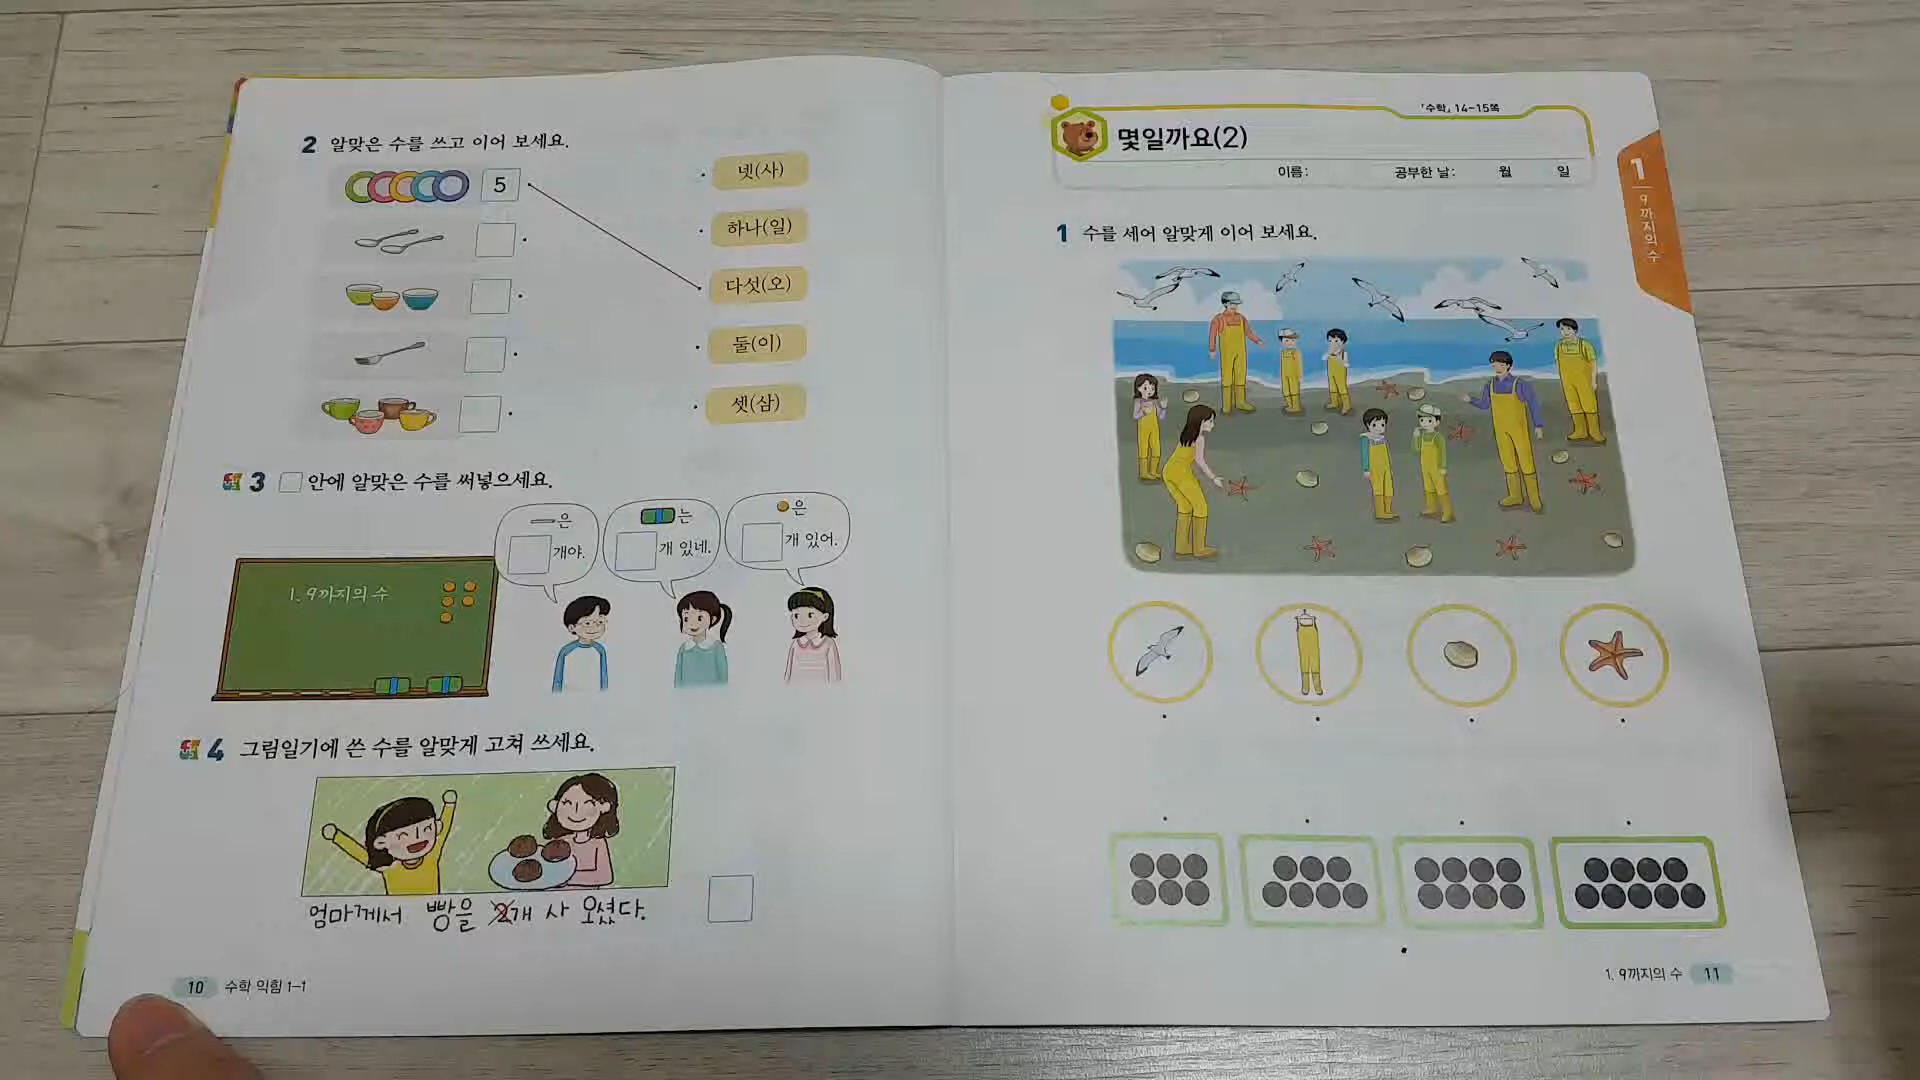 2 알맞은 수를 쓰고 이어 보세요.
5
넷(사)
하나(일)
다섯(오)
둘(이)
셋(삼)
3 □ 안에 알맞은 수를 써넣으세요.
은
개야.
는
개 있네.
은
개 있어.
1. 9까지의 수
4 그림일기에 쓴 수를 알맞게 고쳐 쓰세요.
엄마께서 빵을 2개 사 오셨다.
10 수학 익힘 1-1
「수학」 14~15쪽
몇일까요(2)
이름: 공부한 날: 월 일
1 수를 세어 알맞게 이어 보세요.
1
9까지의 수
1. 9까지의 수 11